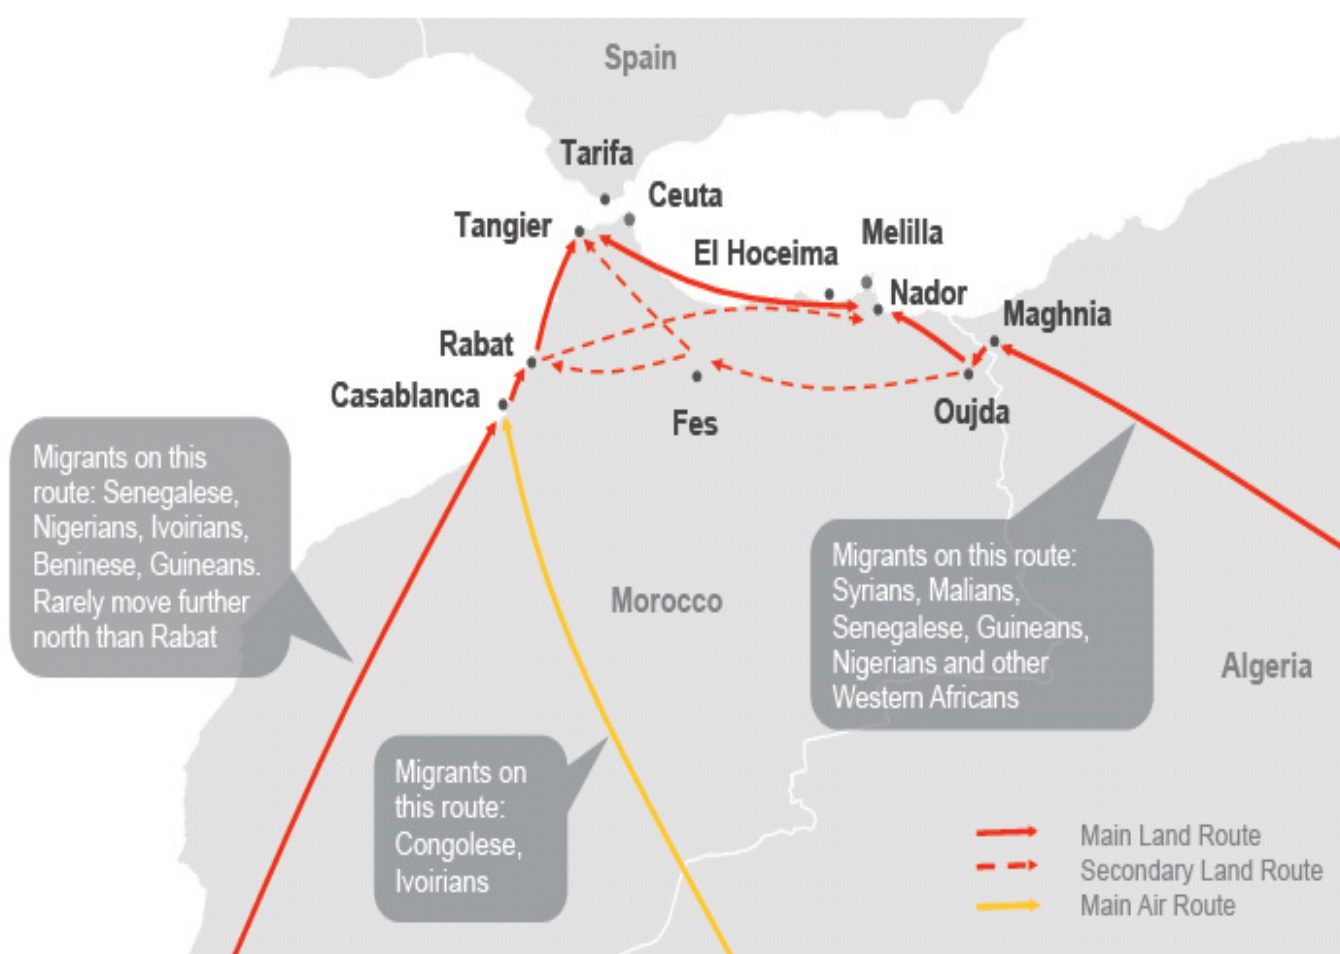 Spain
Tarifa
Ceuta
Tangier
Melilla
El Hoceima
Nador
Maghnia
Rabat
Casablanca
Oujda
Fes
Migrants on this
route: Senegalese,
Nigerians, Ivoirians,
Beninese, Guineans.
Rarely move further
north than Rabat
Migrants on this route:
Syrians, Malians,
Senegalese, Guineans,
Nigerians and other
Western Africans
Morocco
Algeria
Migrants on
this route:
Congolese,
Ivoirians
Main Land Route
Secondary Land Route
Main Air Route